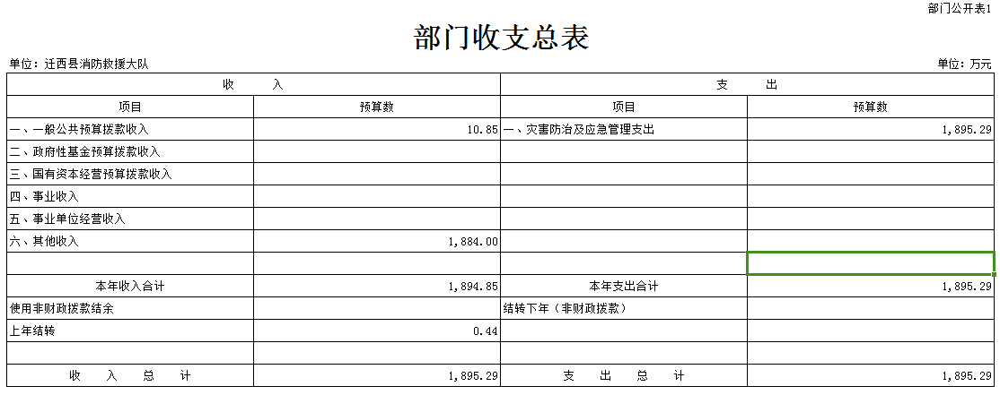 部门公开表1
部门收支总表
单位：迁西县消防救援大队 单位：万元
收 入 支 出
项目 预算数 项目 预算数
一、一般公共预算拨款收入 10.85 一、灾害防治及应急管理支出 1,895.29
二、政府性基金预算拨款收入
三、国有资本经营预算拨款收入
四、事业收入
五、事业单位经营收入
六、其他收入 1,884.00
本年收入合计 1,894.85 本年支出合计 1,895.29
使用非财政拨款结余 结转下年（非财政拨款）
上年结转 0.44
收 入 总 计 1,895.29 支 出 总 计 1,895.29